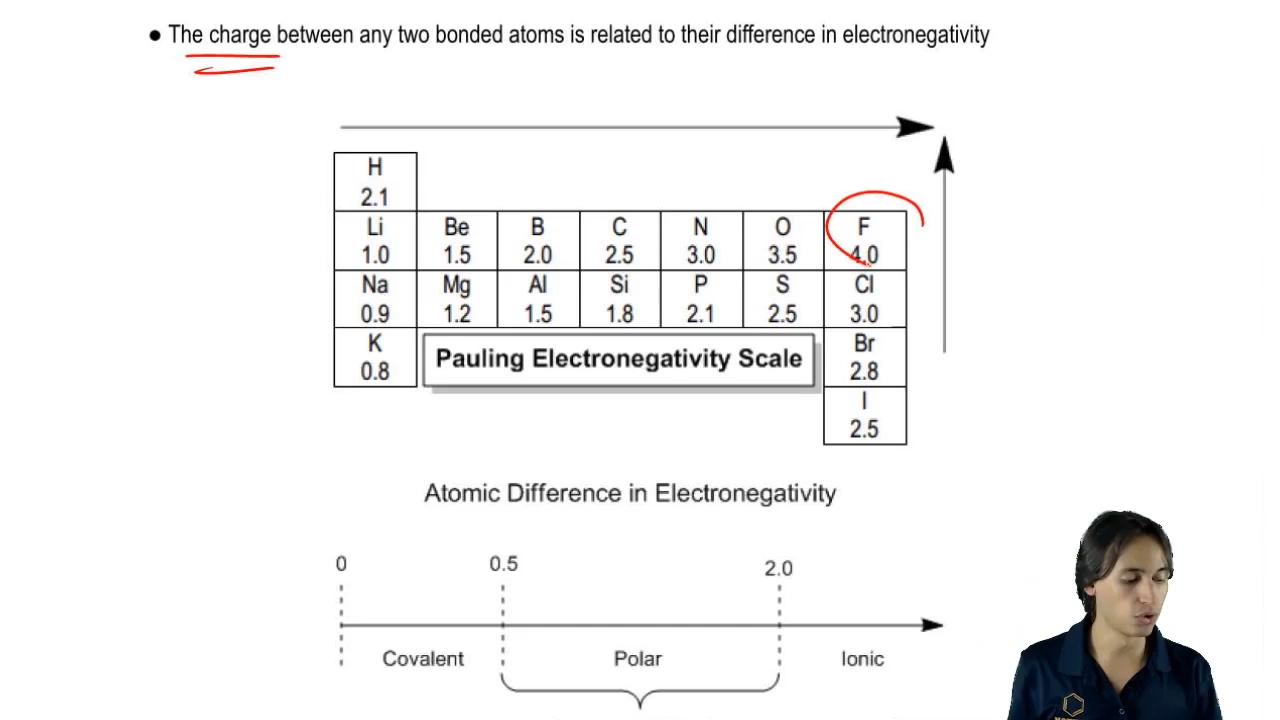 ● The charge between any two bonded atoms is related to their difference in electronegativity
H
2.1
Li Be B C N O F
1.0 1.5 2.0 2.5 3.0 3.5 4.0
Na Mg Al Si P S Cl
0.9 1.2 1.5 1.8 2.1 2.5 3.0
K Br
0.8 2.8
Pauling Electronegativity Scale
I
2.5
Atomic Difference in Electronegativity
0 0.5 2.0
Covalent Polar Ionic